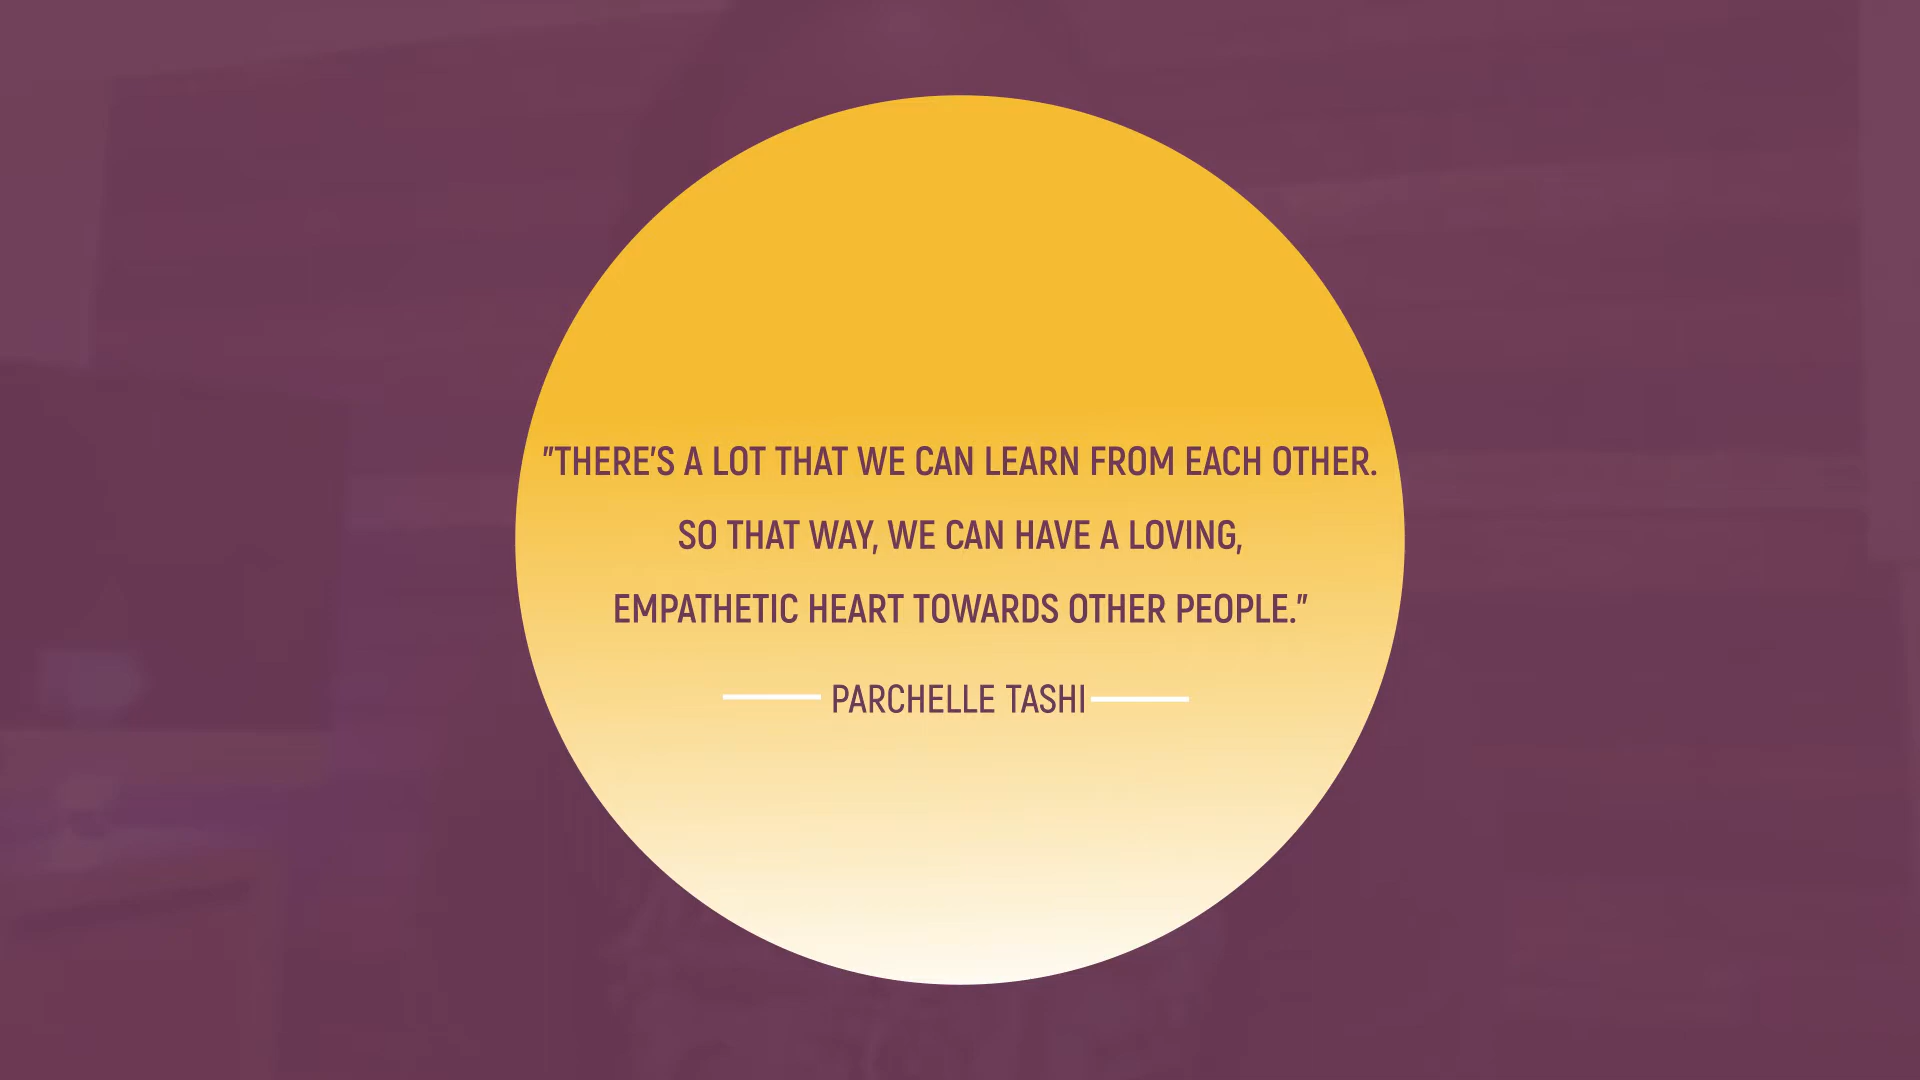 "THERE'S A LOT THAT WE CAN LEARN FROM EACH OTHER.
SO THAT WAY, WE CAN HAVE A LOVING,
EMPATHETIC HEART TOWARDS OTHER PEOPLE."
PARCHELLE TASHI